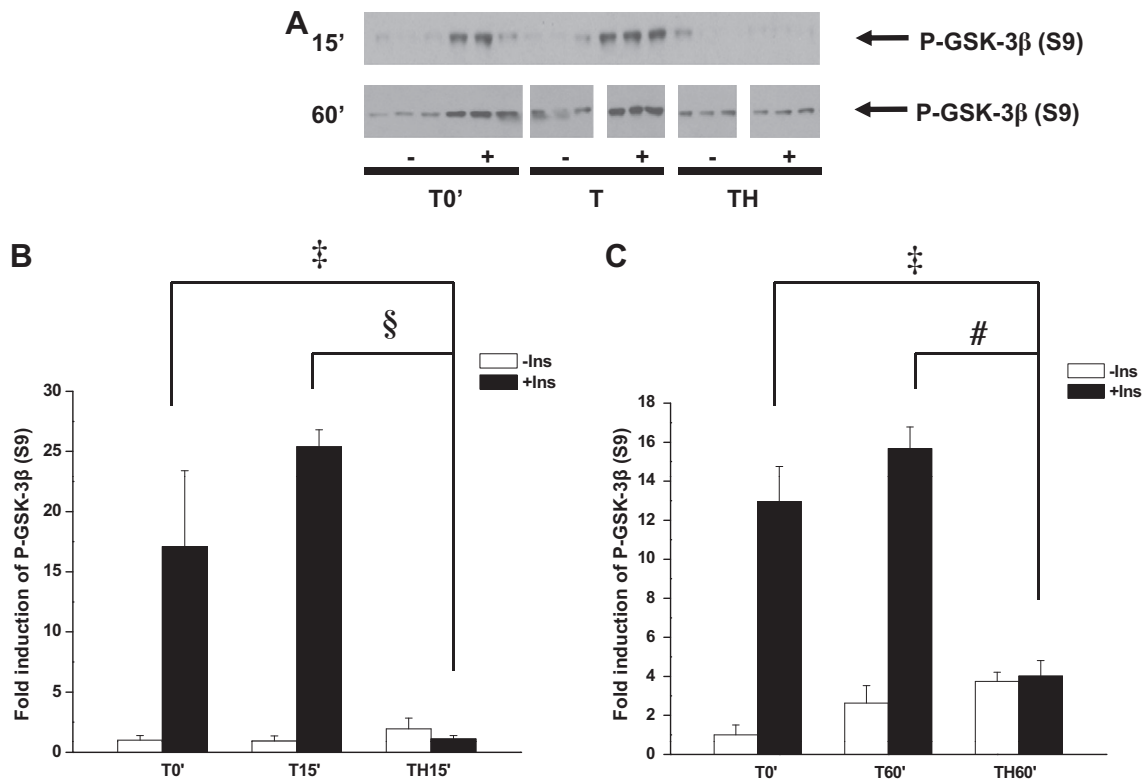 A
15’
P-GSK-3β (S9)
60’
P-GSK-3β (S9)
- + - + - +
T0’ T TH
B
‡
§
-Ins
+Ins
Fold induction of P-GSK-3β (S9)
30
25
20
15
10
5
0
T0' T15' TH15'
C
‡
#
-Ins
+Ins
Fold induction of P-GSK-3β (S9)
18
16
14
12
10
8
6
4
2
0
T0' T60' TH60'